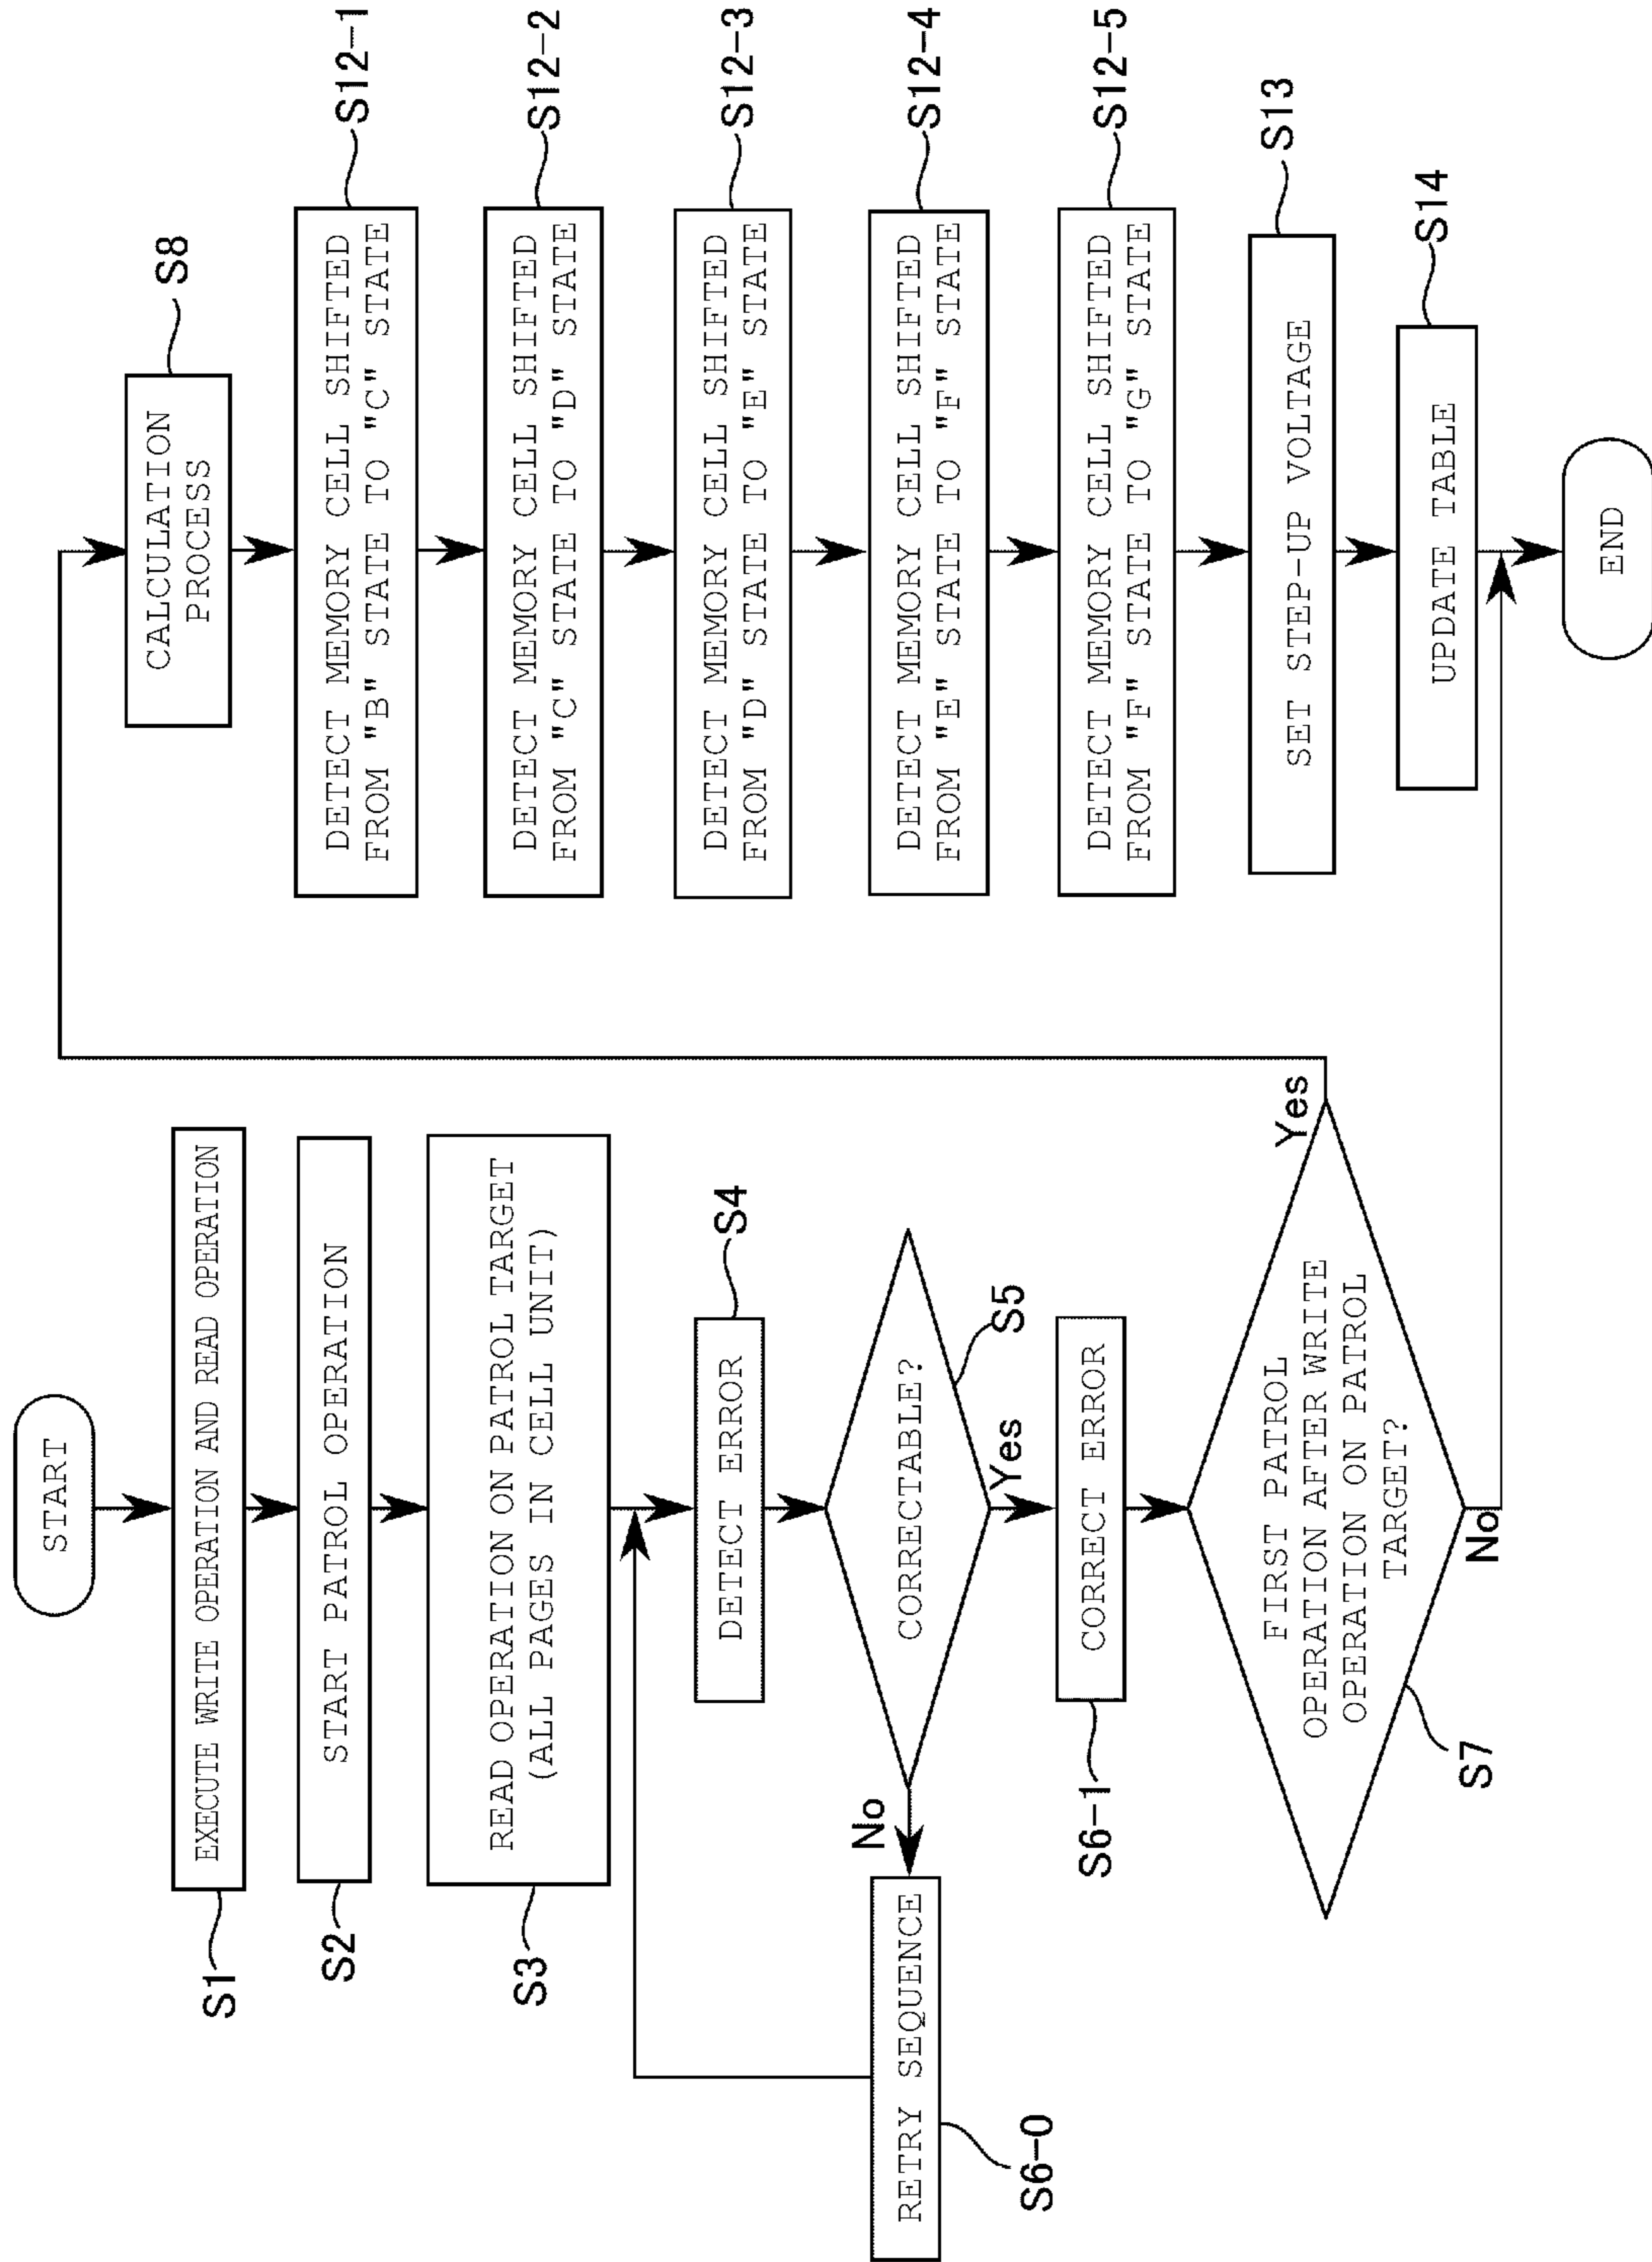 START
EXECUTE WRITE OPERATION AND READ OPERATION
S1
START PATROL OPERATION
S2
READ OPERATION ON PATROL TARGET
(ALL PAGES IN CELL UNIT)
S3
DETECT ERROR
S4
CORRECTABLE?
S5
No
Yes
RETRY SEQUENCE
S6-0
CORRECT ERROR
S6-1
FIRST PATROL
OPERATION AFTER WRITE
OPERATION ON PATROL
TARGET?
S7
Yes
No
CALCULATION
PROCESS
S8
DETECT MEMORY CELL SHIFTED
FROM "B" STATE TO "C" STATE
S12-1
DETECT MEMORY CELL SHIFTED
FROM "C" STATE TO "D" STATE
S12-2
DETECT MEMORY CELL SHIFTED
FROM "D" STATE TO "E" STATE
S12-3
DETECT MEMORY CELL SHIFTED
FROM "E" STATE TO "F" STATE
S12-4
DETECT MEMORY CELL SHIFTED
FROM "F" STATE TO "G" STATE
S12-5
SET STEP-UP VOLTAGE
S13
UPDATE TABLE
S14
END